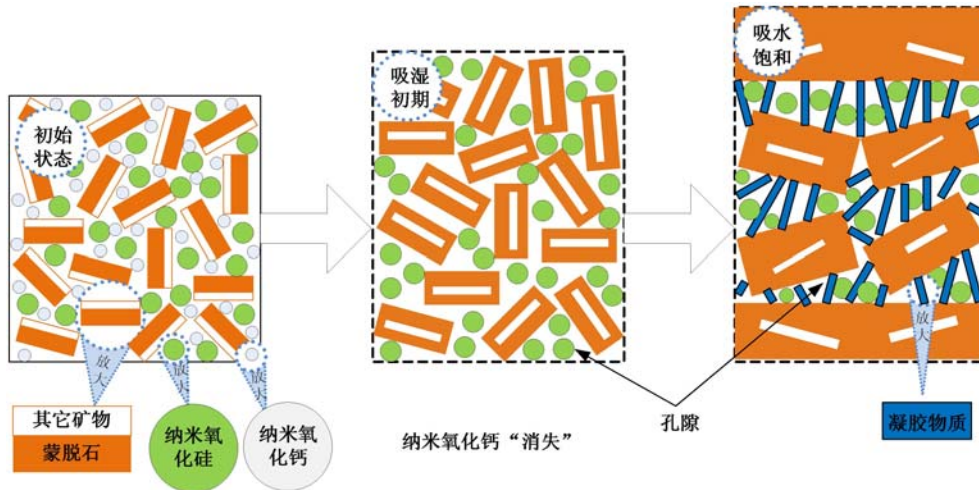 初始
状态
吸湿
初期
吸水
饱和
放大
放大
放大
放大
其它矿物
蒙脱石
纳米氧
化硅
纳米氧
化钙
纳米氧化钙“消失”
孔隙
凝胶物质